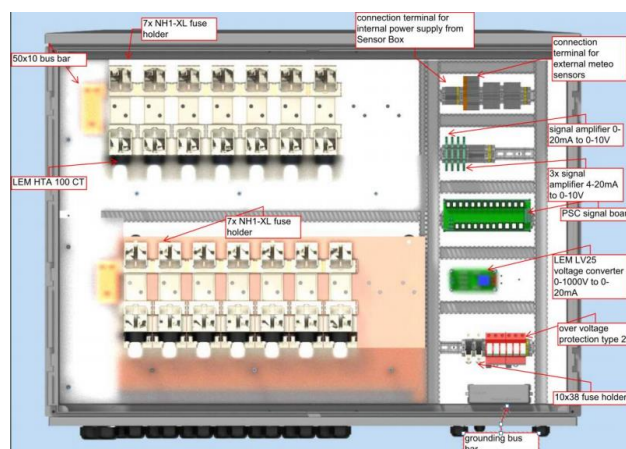 7x NH1-XL fuse
holder
connection terminal for
internal power supply from
Sensor Box
connection
terminal for
external meteo
sensors
50x10 bus bar
signal amplifier 0-
20mA to 0-10V
3x signal
amplifier 4-20mA
to 0-10V
LEM HTA 100 CT
PSC signal boar
7x NH1-XL fuse
holder
LEM LV25
voltage converter
0-1000V to 0-
20mA
over voltage
protection type 2
10x38 fuse holder
grounding bus
bar